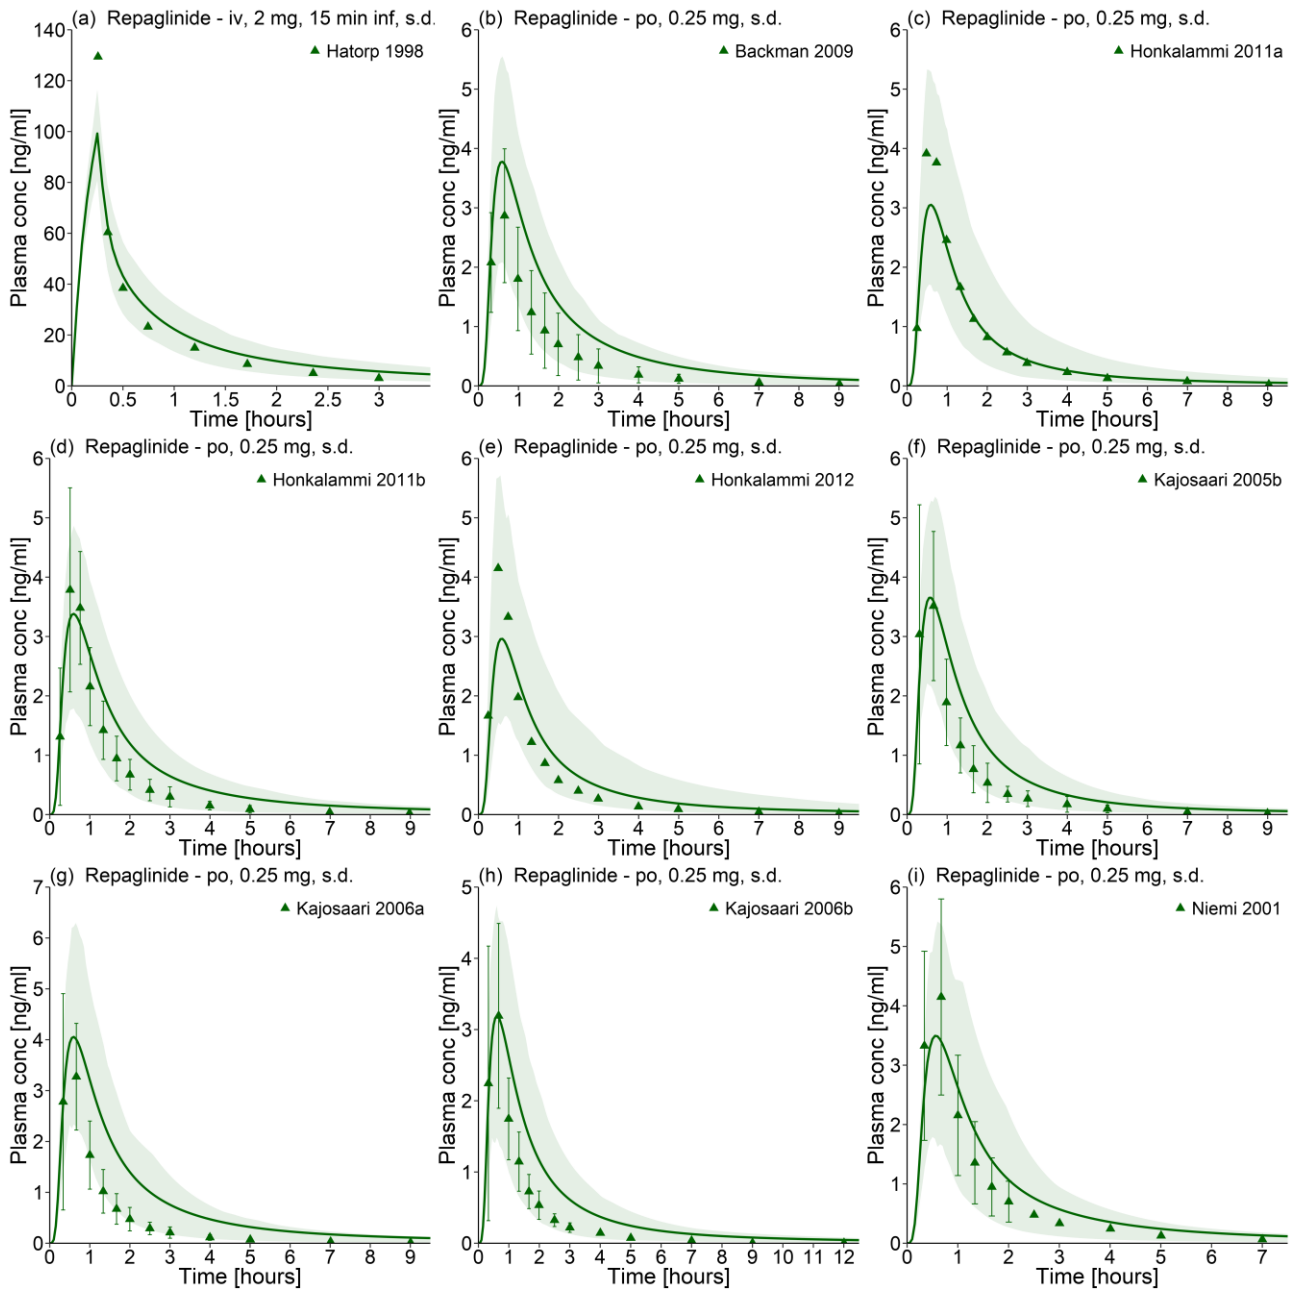 (a) Repaglinide - iv, 2 mg, 15 min inf, s.d.
Hatorp 1998
Plasma conc [ng/ml]
140
120
100
80
60
40
20
0
0 0.5 1 1.5 2 2.5 3
Time [hours]
(b) Repaglinide - po, 0.25 mg, s.d.
Backman 2009
Plasma conc [ng/ml]
6
5
4
3
2
1
0
0 1 2 3 4 5 6 7 8 9
Time [hours]
(c) Repaglinide - po, 0.25 mg, s.d.
Honkalammi 2011a
Plasma conc [ng/ml]
6
5
4
3
2
1
0
0 1 2 3 4 5 6 7 8 9
Time [hours]
(d) Repaglinide - po, 0.25 mg, s.d.
Honkalammi 2011b
Plasma conc [ng/ml]
6
5
4
3
2
1
0
0 1 2 3 4 5 6 7 8 9
Time [hours]
(e) Repaglinide - po, 0.25 mg, s.d.
Honkalammi 2012
Plasma conc [ng/ml]
6
5
4
3
2
1
0
0 1 2 3 4 5 6 7 8 9
Time [hours]
(f) Repaglinide - po, 0.25 mg, s.d.
Kajosaari 2005b
Plasma conc [ng/ml]
6
5
4
3
2
1
0
0 1 2 3 4 5 6 7 8 9
Time [hours]
(g) Repaglinide - po, 0.25 mg, s.d.
Kajosaari 2006a
Plasma conc [ng/ml]
7
6
5
4
3
2
1
0
0 1 2 3 4 5 6 7 8 9
Time [hours]
(h) Repaglinide - po, 0.25 mg, s.d.
Kajosaari 2006b
Plasma conc [ng/ml]
5
4
3
2
1
0
0 1 2 3 4 5 6 7 8 9 10 11 12
Time [hours]
(i) Repaglinide - po, 0.25 mg, s.d.
Niemi 2001
Plasma conc [ng/ml]
6
5
4
3
2
1
0
0 1 2 3 4 5 6 7
Time [hours]